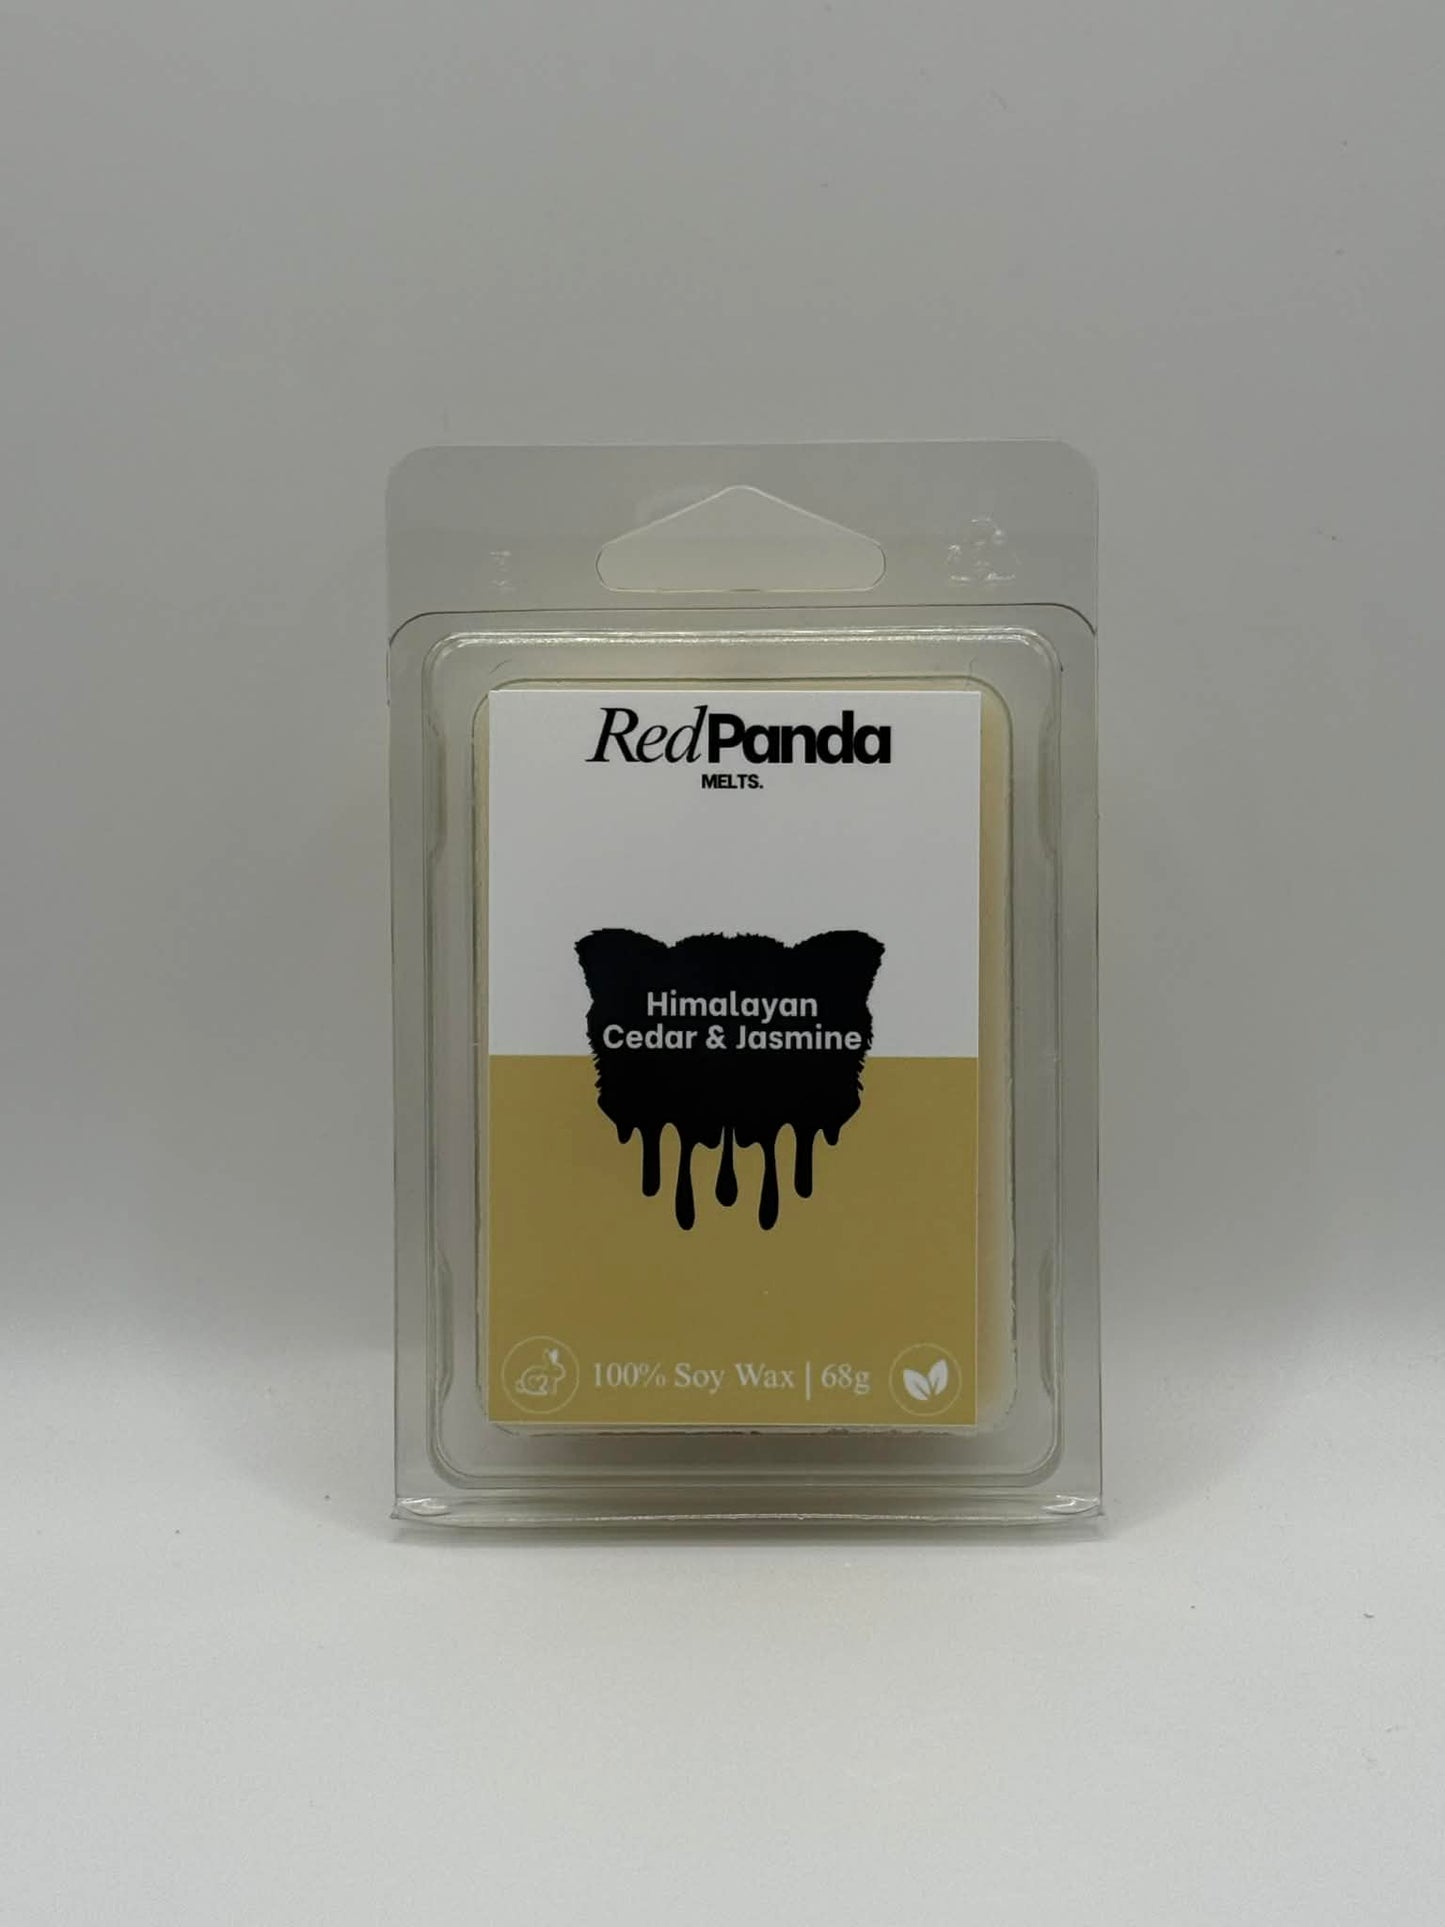 RedPanda
MELTS.
Himalayan
Cedar & Jasmine
100% Soy Wax | 68g